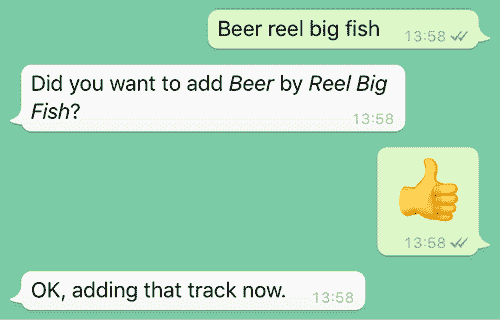 Beer reel big fish
13:58
Did you want to add Beer by Reel Big
Fish?
13:58
13:58
OK, adding that track now.
13:58